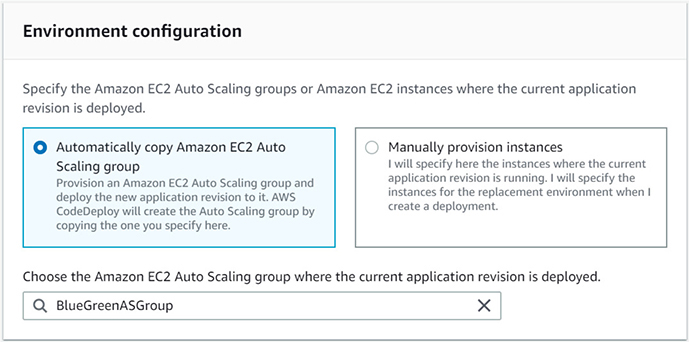 Environment configuration
Specify the Amazon EC2 Auto Scaling groups or Amazon EC2 instances where the current application
revision is deployed.
Automatically copy Amazon EC2 Auto
Scaling group
Provision an Amazon EC2 Auto Scaling group and
deploy the new application revision to it. AWS
CodeDeploy will create the Auto Scaling group by
copying the one you specify here.
Manually provision instances
I will specify here the instances where the current
application revision is running. I will specify the
instances for the replacement environment when I
create a deployment.
Choose the Amazon EC2 Auto Scaling group where the current application revision is deployed.
BlueGreenASGroup